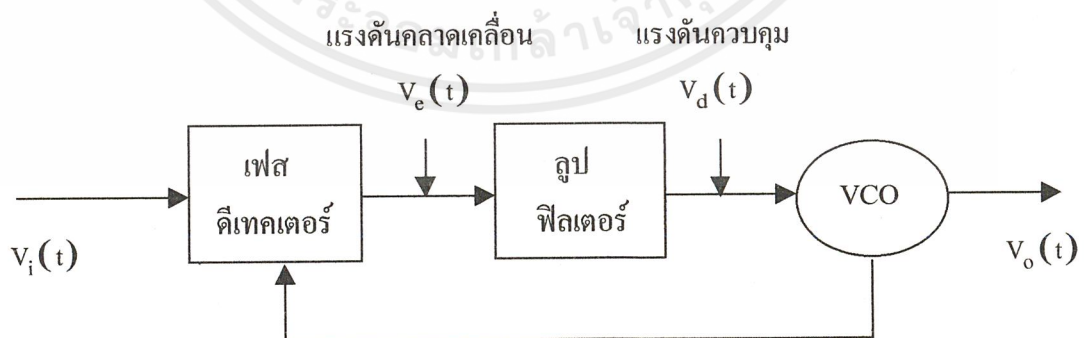 แรงดันคลาดเคลื่อน
แรงดันควบคุม
V_e(t)
V_d(t)
เฟส
ดีเทคเตอร์
ลูป
ฟิลเตอร์
VCO
V_i(t)
V_o(t)